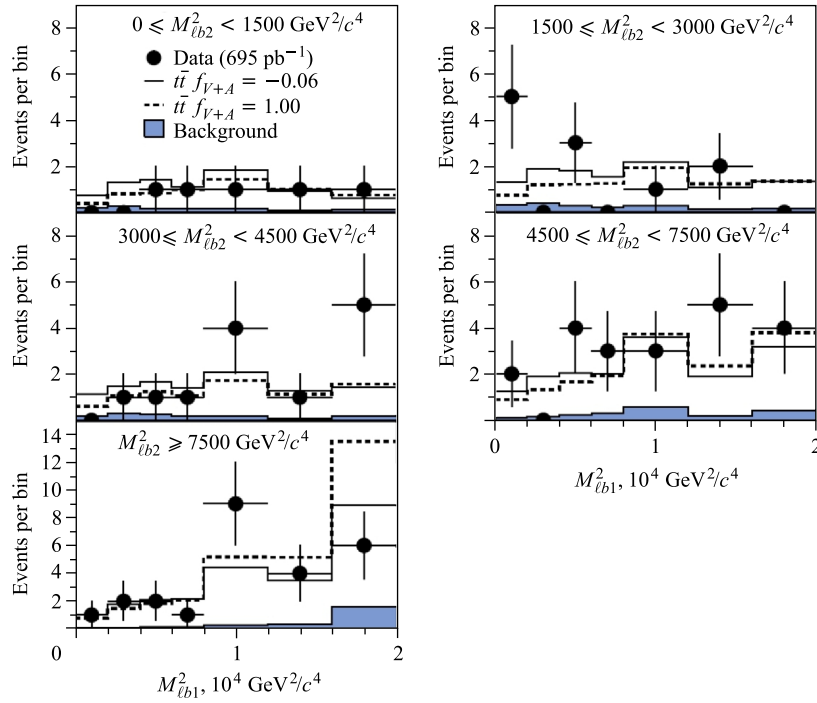 0 ⩽ M²ℓb2 < 1500 GeV²/c⁴
Data (695 pb⁻¹)
tt̄ f_V+A = −0.06
tt̄ f_V+A = 1.00
Background
Events per bin
8
6
4
2
1500 ⩽ M²ℓb2 < 3000 GeV²/c⁴
Events per bin
8
6
4
2
3000⩽ M²ℓb2 < 4500 GeV²/c⁴
Events per bin
8
6
4
2
4500 ⩽ M²ℓb2 < 7500 GeV²/c⁴
Events per bin
8
6
4
2
0
1
2
M²ℓb1, 10⁴ GeV²/c⁴
M²ℓb2 ⩾ 7500 GeV²/c⁴
Events per bin
14
12
10
8
6
4
2
0
1
2
M²ℓb1, 10⁴ GeV²/c⁴